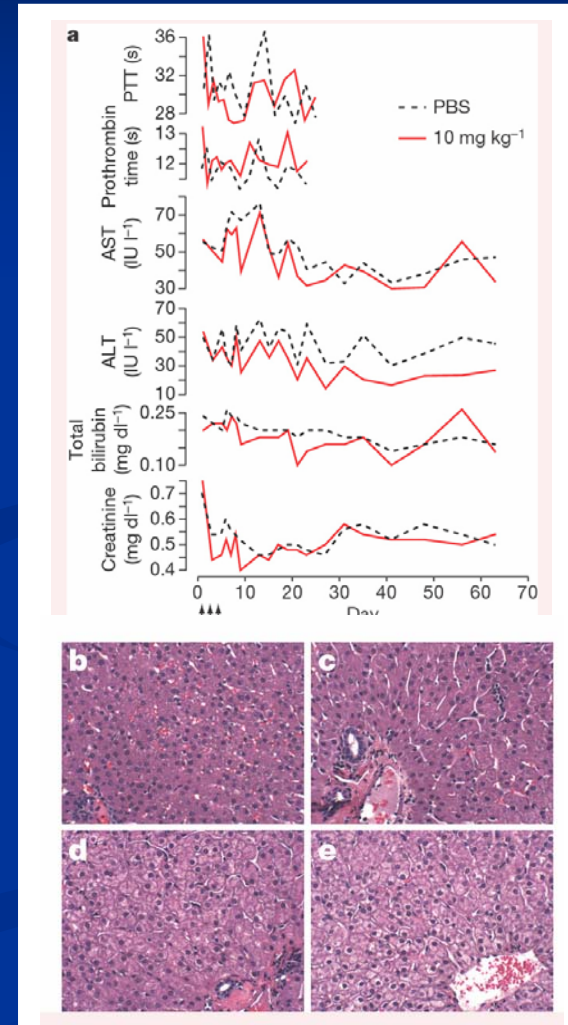 a
36
32
28
PTT (s)
PBS
10 mg kg⁻¹
13
12
Prothrombin
time (s)
70
50
30
AST
(IU l⁻¹)
70
50
30
10
ALT
(IU l⁻¹)
0.25
0.10
Total
bilirubin
(mg dl⁻¹)
0.7
0.6
0.5
0.4
Creatinine
(mg dl⁻¹)
0 10 20 30 40 50 60 70
Day
b
c
d
e